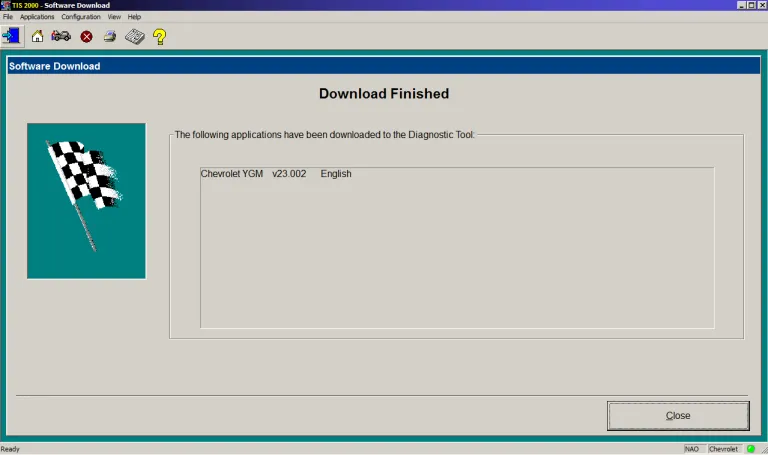 TIS 2000 - Software Download
File Applications Configuration View Help
Software Download
Download Finished
The following applications have been downloaded to the Diagnostic Tool:
Chevrolet YGM v23.002 English
Close
Ready NAO Chevrolet